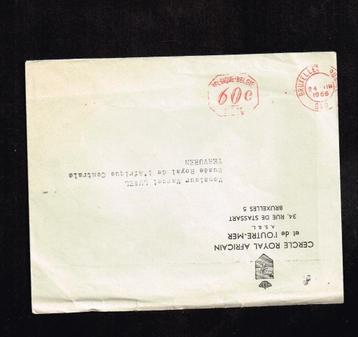 BELGIQUE-BELGIE
60c
BRUXELLES
1966
Monsieur Marcel LUWEL
Musée Royal de l'Afrique Centrale
TERVUREN
CERCLE ROYAL AFRICAIN
et de l'OUTRE-MER
A.S.B.L.
34, RUE DE STASSART
BRUXELLES 5